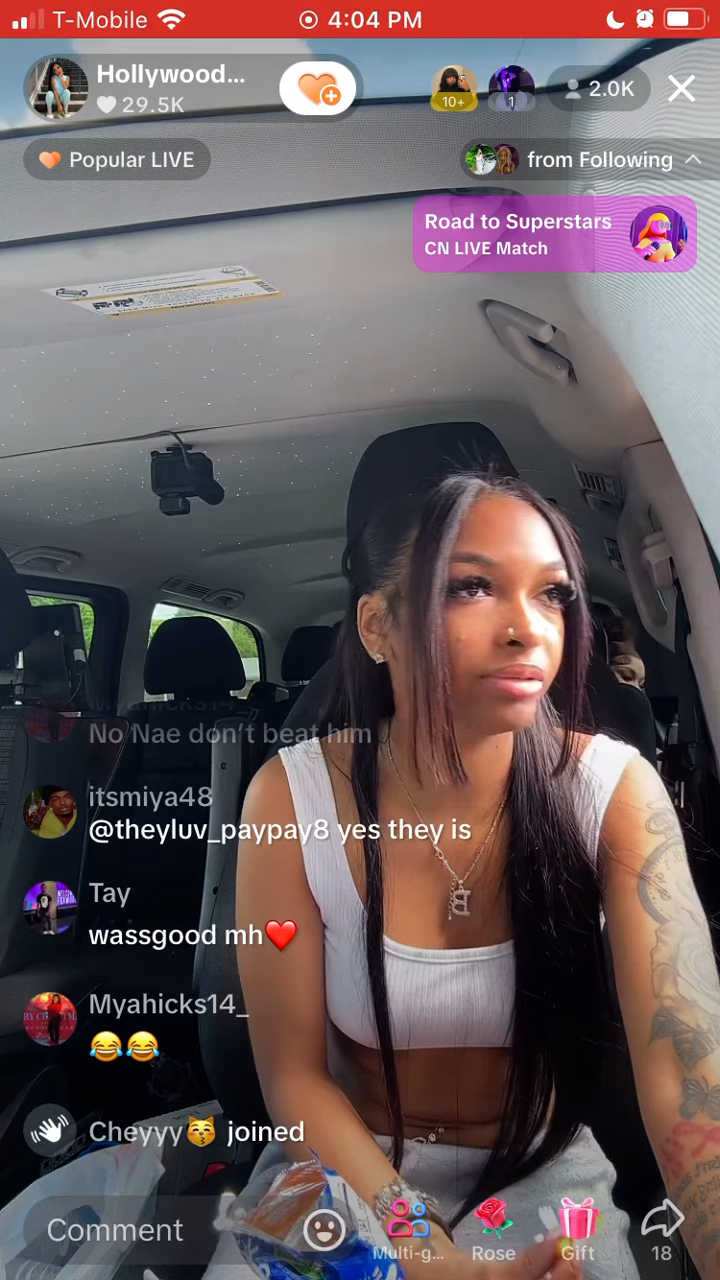 T-Mobile
4:04 PM
Hollywood...
29.5K
10+
1
2.0K
Popular LIVE
from Following
Road to Superstars
CN LIVE Match
Myahicks14_
No Nae don't beat him
itsmiya48
@theyluv_paypay8 yes they is
Tay
wassgood mh❤️
Myahicks14_
😂😂
Cheyyy😽 joined
Comment
Multi-g...
Rose
Gift
18